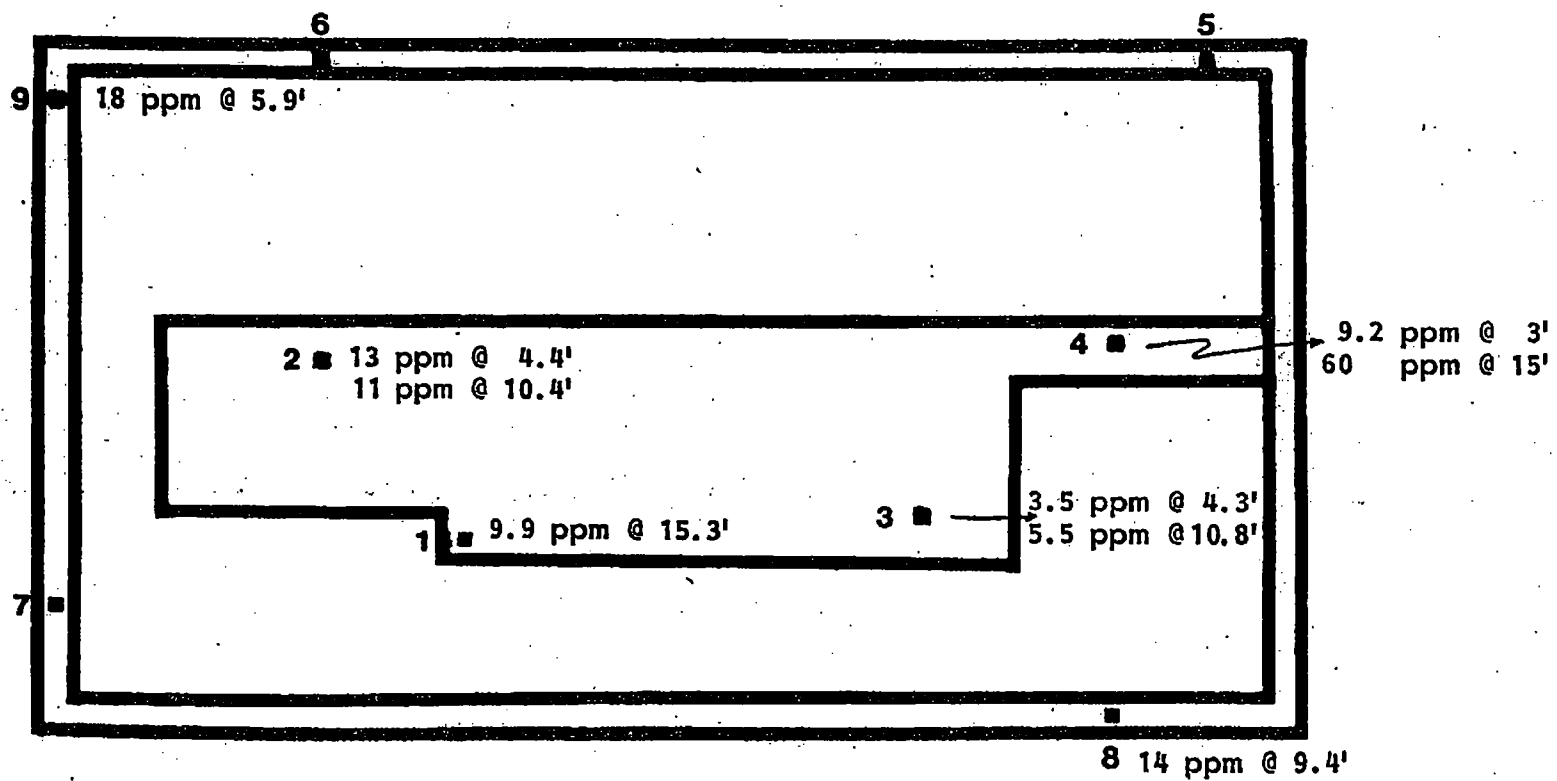 6
5
9 18 ppm @ 5.9'
4
9.2 ppm @ 3'
60 ppm @ 15'
2 13 ppm @ 4.4'
11 ppm @ 10.4'
3
3.5 ppm @ 4.3'
5.5 ppm @10.8'
1 9.9 ppm @ 15.3'
7
8 14 ppm @ 9.4'